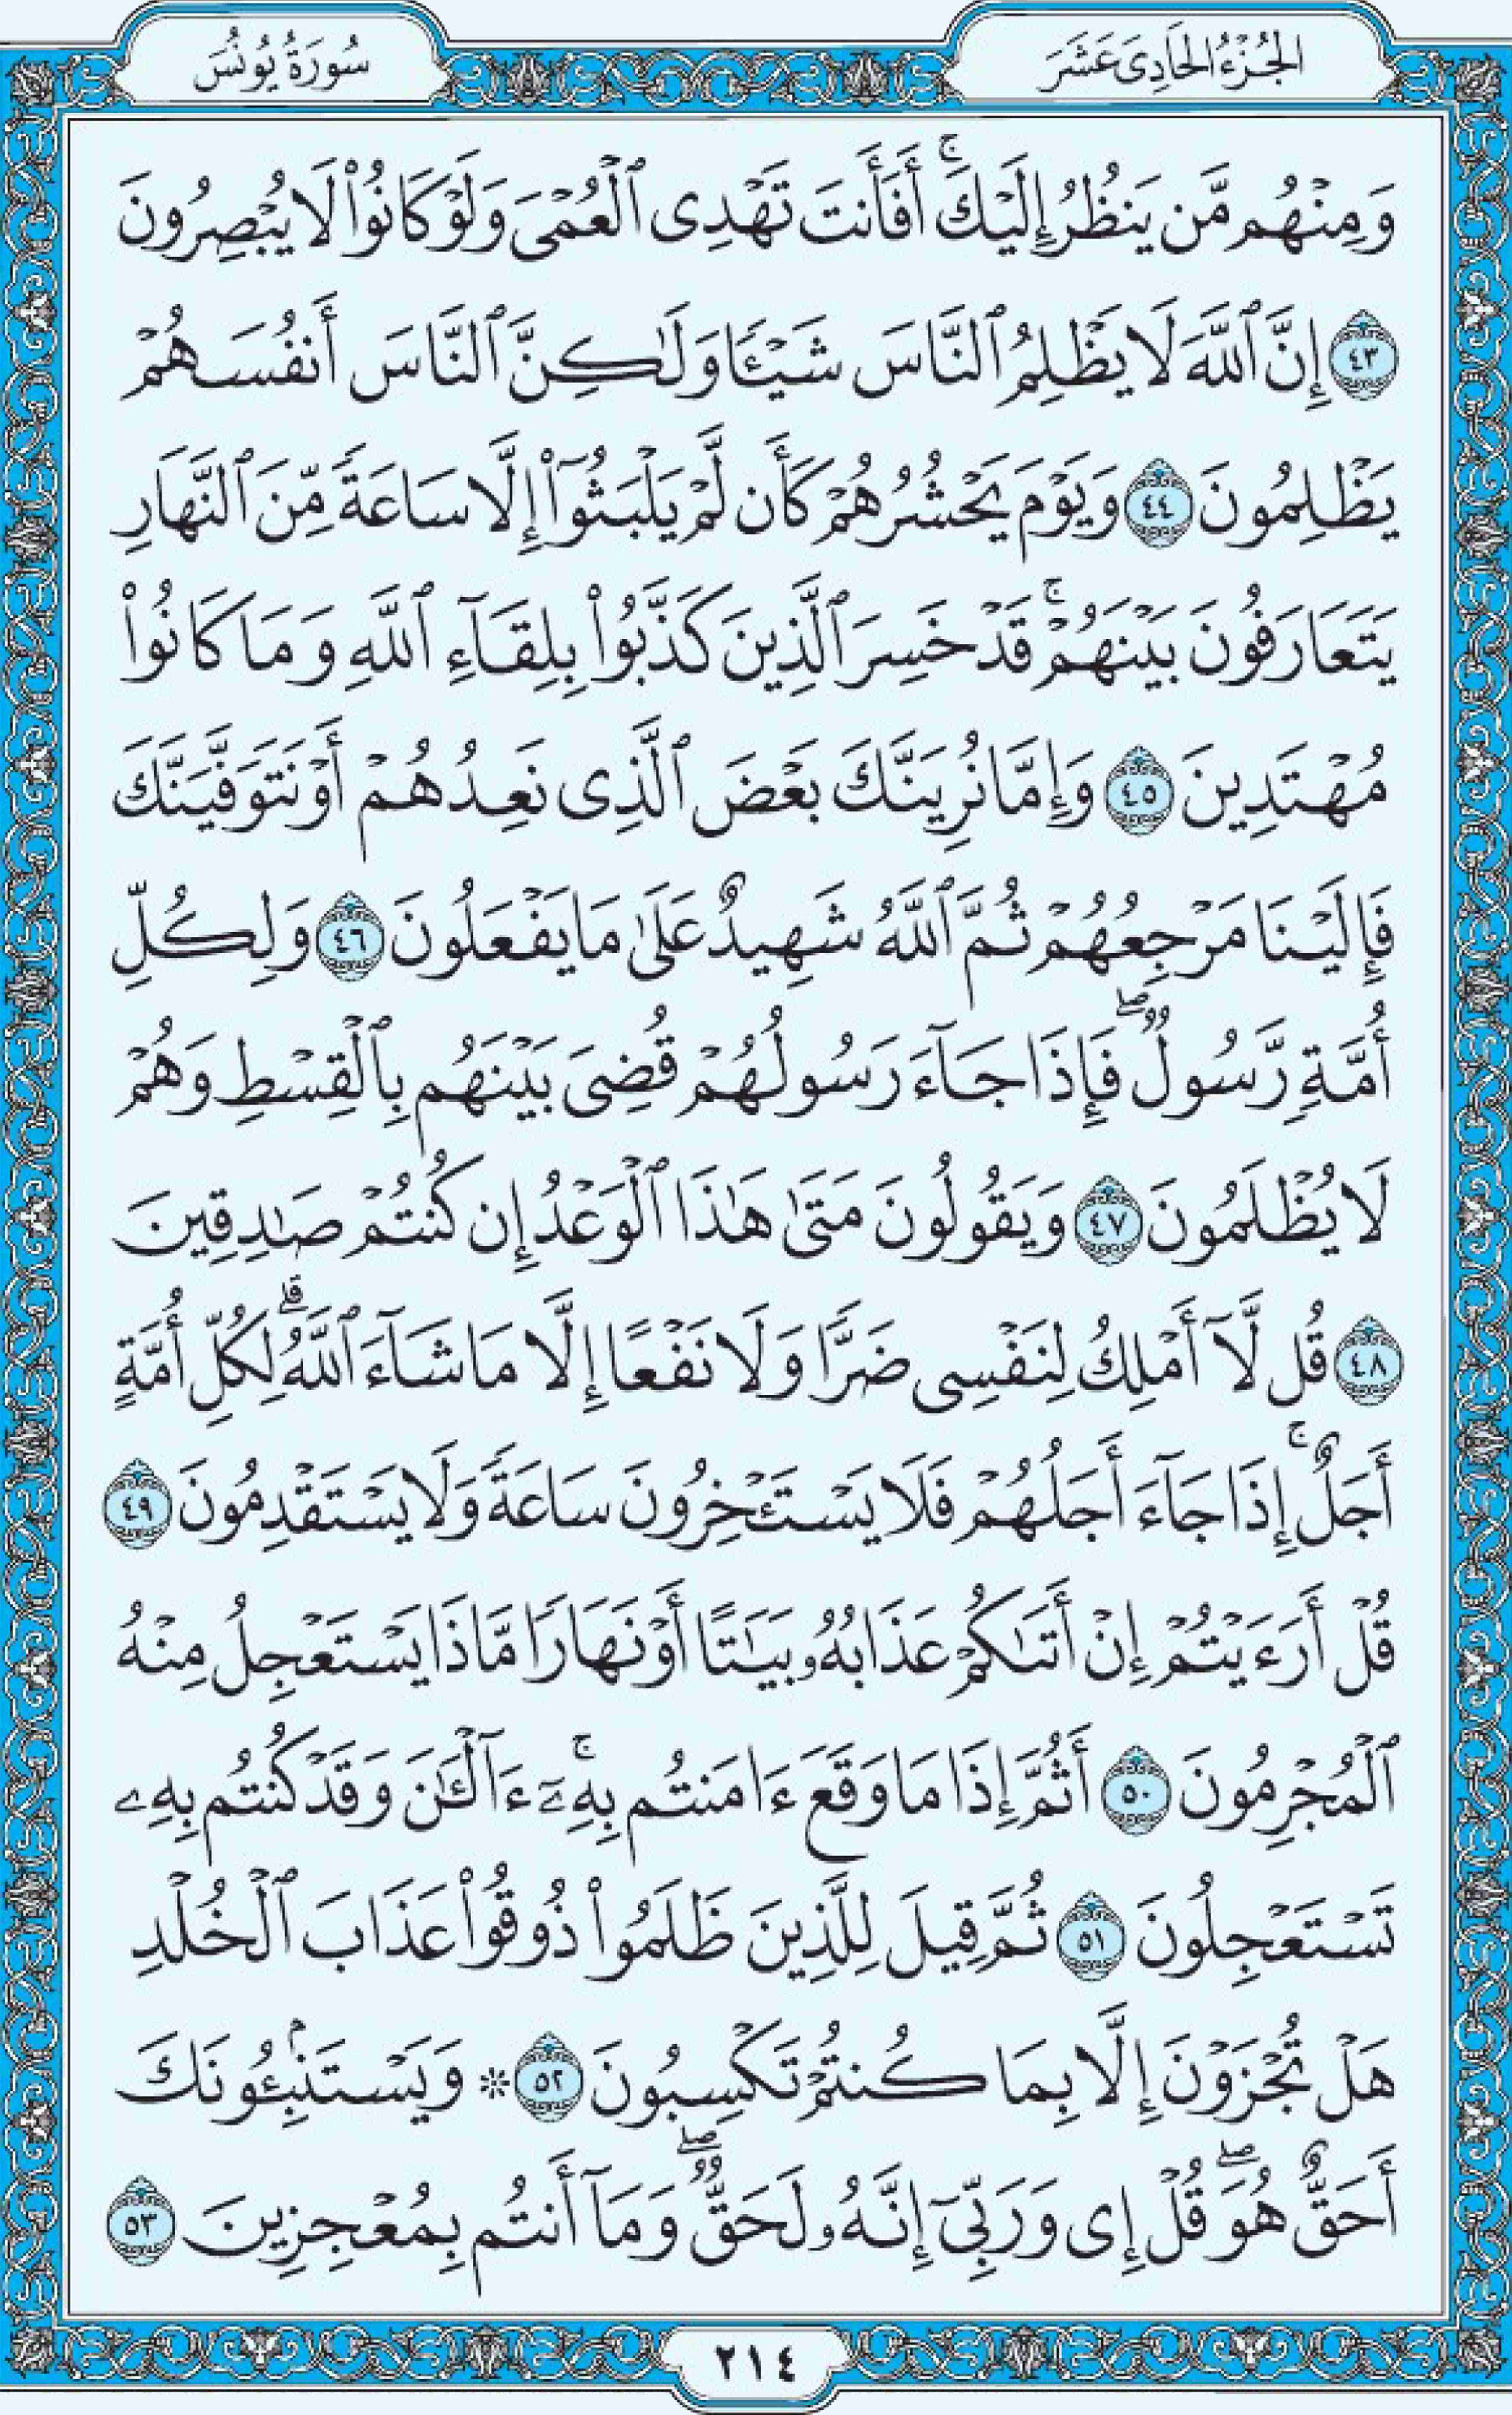 الجُزْءُ الحَادِىَ عَشَرَ
سُورَةُ يُونُسَ
وَمِنْهُم مَّن يَنظُرُ إِلَيْكَ ۚ أَفَأَنتَ تَهْدِى ٱلْعُمْىَ وَلَوْ كَانُوا۟ لَا يُبْصِرُونَ
٤٣ إِنَّ ٱللَّهَ لَا يَظْلِمُ ٱلنَّاسَ شَيْـًٔا وَلَـٰكِنَّ ٱلنَّاسَ أَنفُسَهُمْ
يَظْلِمُونَ ٤٤ وَيَوْمَ يَحْشُرُهُمْ كَأَن لَّمْ يَلْبَثُوٓا۟ إِلَّا سَاعَةً مِّنَ ٱلنَّهَارِ
يَتَعَارَفُونَ بَيْنَهُمْ ۚ قَدْ خَسِرَ ٱلَّذِينَ كَذَّبُوا۟ بِلِقَآءِ ٱللَّهِ وَمَا كَانُوا۟
مُهْتَدِينَ ٤٥ وَإِمَّا نُرِيَنَّكَ بَعْضَ ٱلَّذِى نَعِدُهُمْ أَوْ نَتَوَفَّيَنَّكَ
فَإِلَيْنَا مَرْجِعُهُمْ ثُمَّ ٱللَّهُ شَهِيدٌ عَلَىٰ مَا يَفْعَلُونَ ٤٦ وَلِكُلِّ
أُمَّةٍ رَّسُولٌ ۖ فَإِذَا جَآءَ رَسُولُهُمْ قُضِىَ بَيْنَهُم بِٱلْقِسْطِ وَهُمْ
لَا يُظْلَمُونَ ٤٧ وَيَقُولُونَ مَتَىٰ هَـٰذَا ٱلْوَعْدُ إِن كُنتُمْ صَـٰدِقِينَ
٤٨ قُل لَّآ أَمْلِكُ لِنَفْسِى ضَرًّا وَلَا نَفْعًا إِلَّا مَا شَآءَ ٱللَّهُ ۗ لِكُلِّ أُمَّةٍ
أَجَلٌ ۚ إِذَا جَآءَ أَجَلُهُمْ فَلَا يَسْتَـْٔخِرُونَ سَاعَةً وَلَا يَسْتَقْدِمُونَ ٤٩
قُلْ أَرَءَيْتُمْ إِنْ أَتَىٰكُمْ عَذَابُهُۥ بَيَـٰتًا أَوْ نَهَارًا مَّاذَا يَسْتَعْجِلُ مِنْهُ
ٱلْمُجْرِمُونَ ٥٠ أَثُمَّ إِذَا مَا وَقَعَ ءَامَنتُم بِهِۦٓ ۚ ءَآلْـَٔـٰنَ وَقَدْ كُنتُم بِهِۦ
تَسْتَعْجِلُونَ ٥١ ثُمَّ قِيلَ لِلَّذِينَ ظَلَمُوا۟ ذُوقُوا۟ عَذَابَ ٱلْخُلْدِ
هَلْ تُجْزَوْنَ إِلَّا بِمَا كُنتُمْ تَكْسِبُونَ ٥٢ ۞ وَيَسْتَنۢبِـُٔونَكَ
أَحَقٌّ هُوَ ۖ قُلْ إِى وَرَبِّىٓ إِنَّهُۥ لَحَقٌّ ۖ وَمَآ أَنتُم بِمُعْجِزِينَ ٥٣
٢١٤